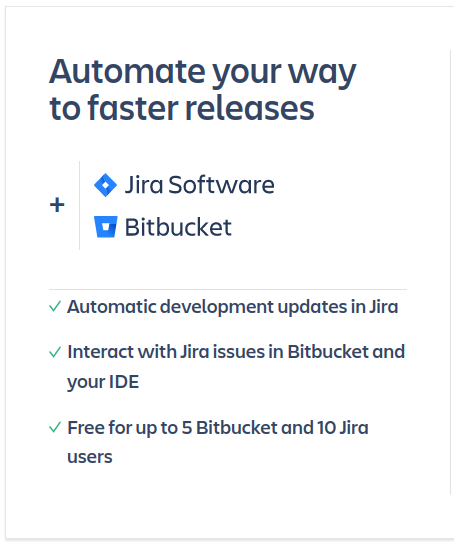 Automate your way
to faster releases
+
Jira Software
Bitbucket
✓ Automatic development updates in Jira
✓ Interact with Jira issues in Bitbucket and
your IDE
✓ Free for up to 5 Bitbucket and 10 Jira
users